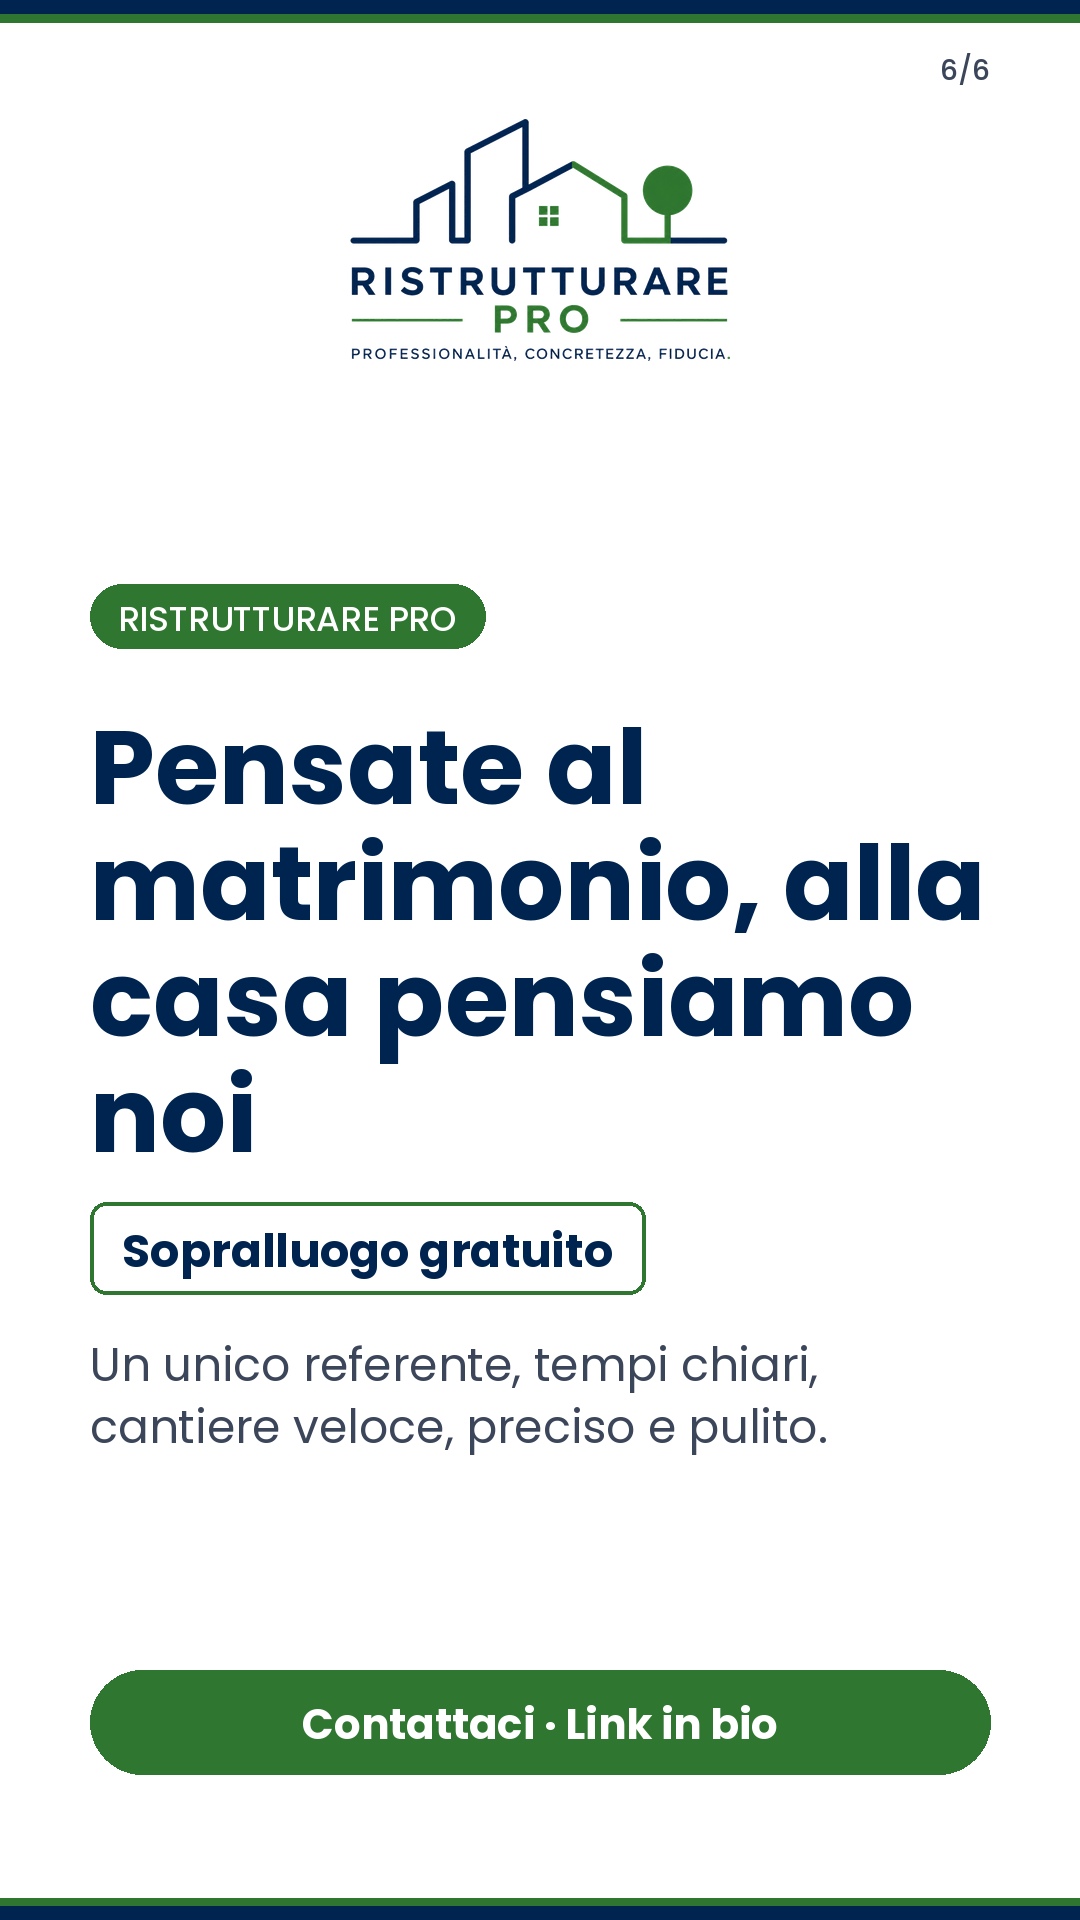 6/6
RISTRUTTURARE
PRO
PROFESSIONALITÀ, CONCRETEZZA, FIDUCIA.
RISTRUTTURARE PRO
Pensate al
matrimonio, alla
casa pensiamo
noi
Sopralluogo gratuito
Un unico referente, tempi chiari,
cantiere veloce, preciso e pulito.
Contattaci · Link in bio